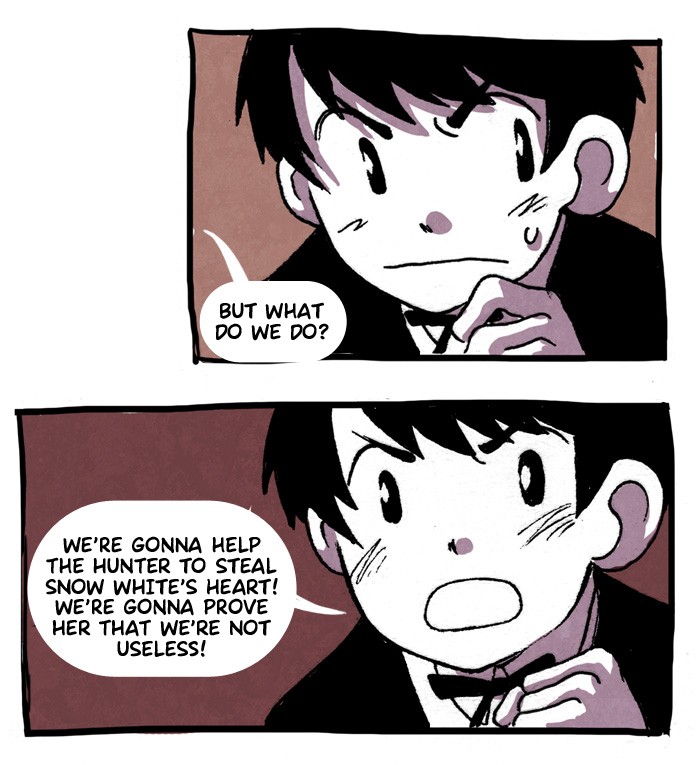 BUT WHAT
DO WE DO?
WE'RE GONNA HELP
THE HUNTER TO STEAL
SNOW WHITE'S HEART!
WE'RE GONNA PROVE
HER THAT WE'RE NOT
USELESS!